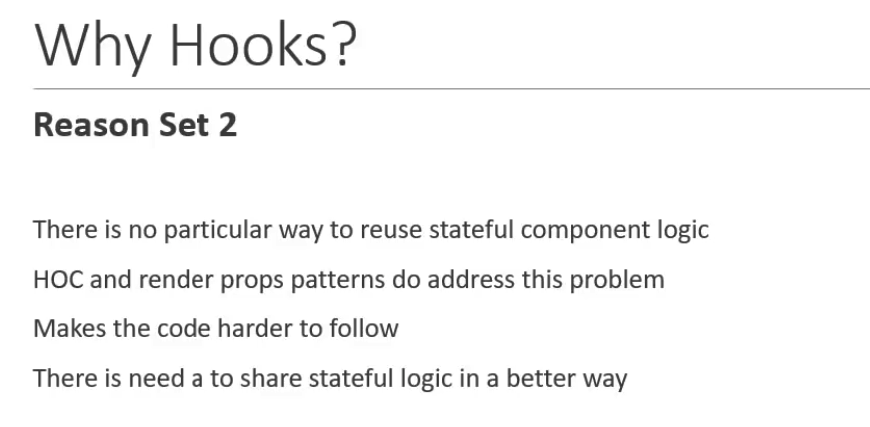 Why Hooks?
Reason Set 2
There is no particular way to reuse stateful component logic
HOC and render props patterns do address this problem
Makes the code harder to follow
There is need a to share stateful logic in a better way